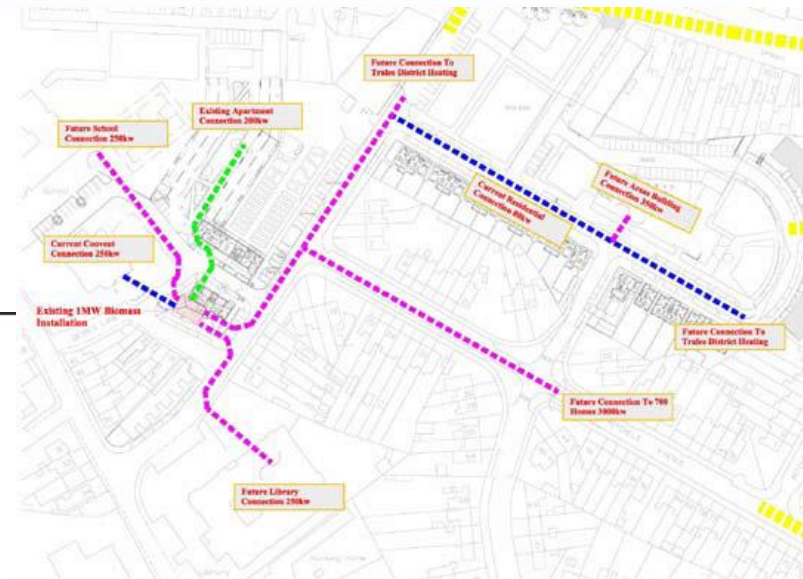 Future Connection To
Tralee District Heating
Existing Apartment
Connection 200kw
Future School
Connection 250kw
Current Residential
Connection 80kw
Future Areas Building
Connection 350kw
Current Convent
Connection 250kw
Existing 1MW Biomass
Installation
Future Connection To
Tralee District Heating
Future Connection To 700
Homes 3000kw
Future Library
Connection 250kw